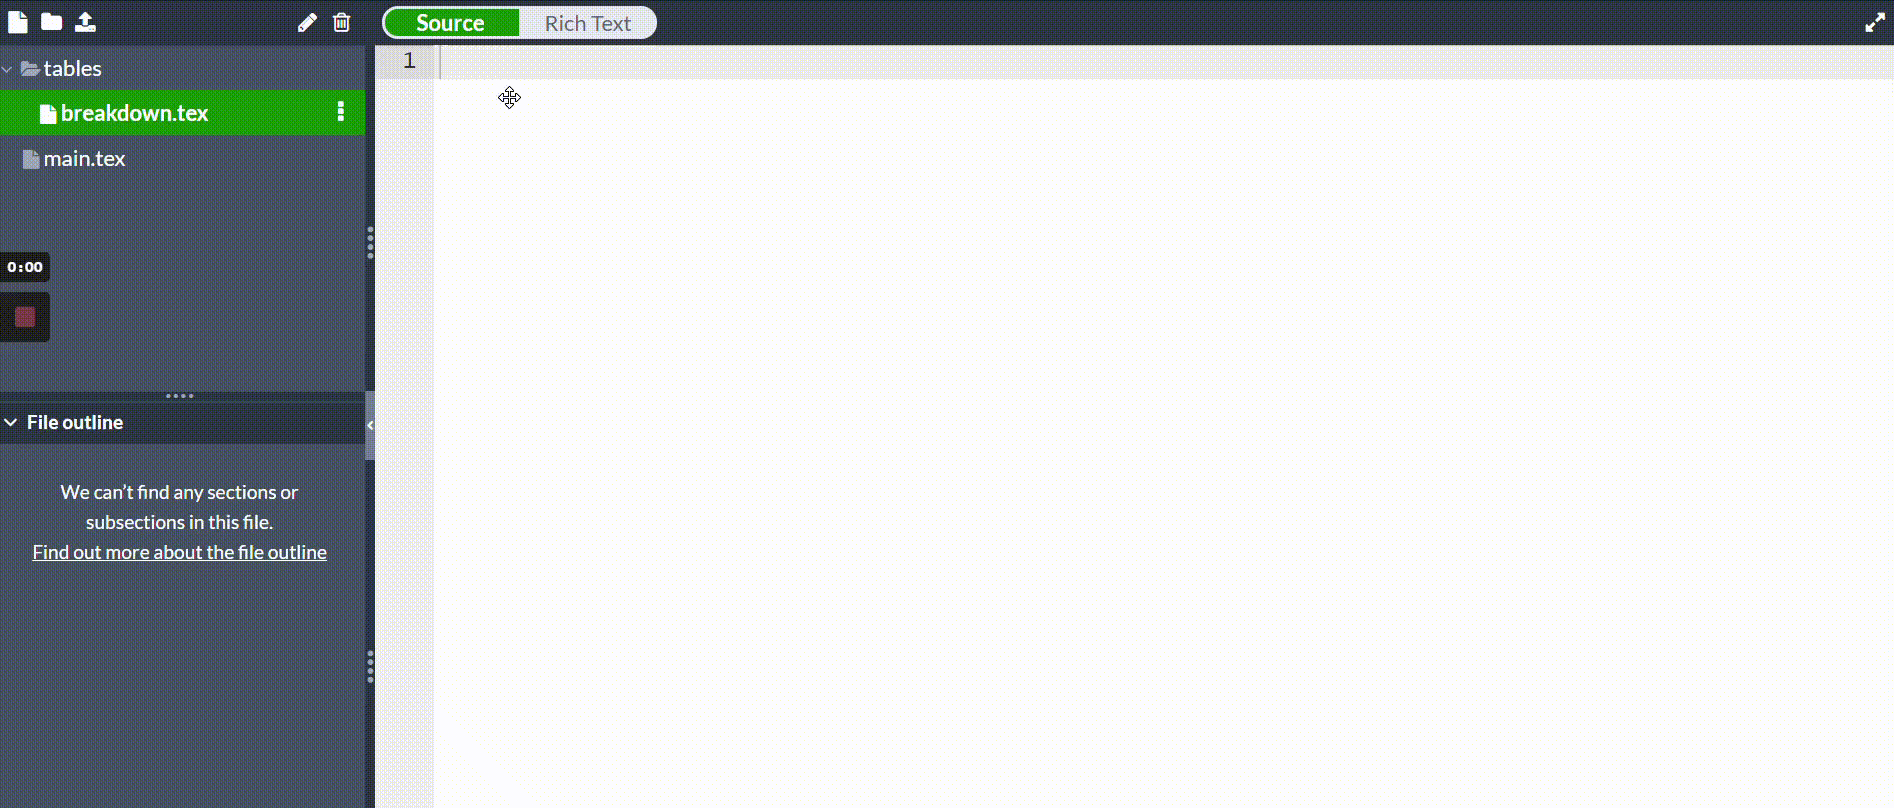 Source Rich Text
tables
breakdown.tex
main.tex
0:00
File outline
We can't find any sections or
subsections in this file.
Find out more about the file outline
1